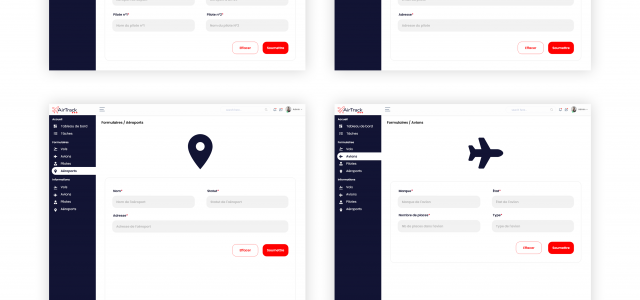 Pilote n°1* Pilote n°2*
Nom du pilote n°1 Nom du pilote n°2
Effacer Soumettre
Adresse*
Adresse du pilote
Effacer Soumettre
AirTrack
Formulaires / Aéroports
Accueil
Tableau de bord
Tâches
Formulaires
Vols
Avions
Pilotes
Aéroports
Informations
Vols
Avions
Pilotes
Aéroports
Nom* Statut*
Nom de l'aéroport Statut de l'aéroport
Adresse*
Adresse de l'aéroport
Effacer Soumettre
AirTrack
Formulaires / Avions
Accueil
Tableau de bord
Tâches
Formulaires
Vols
Avions
Pilotes
Aéroports
Informations
Vols
Avions
Pilotes
Aéroports
Marque* État*
Marque de l'avion État de l'avion
Nombre de places* Type*
Nb de places dans l'avion Type de l'avion
Effacer Soumettre